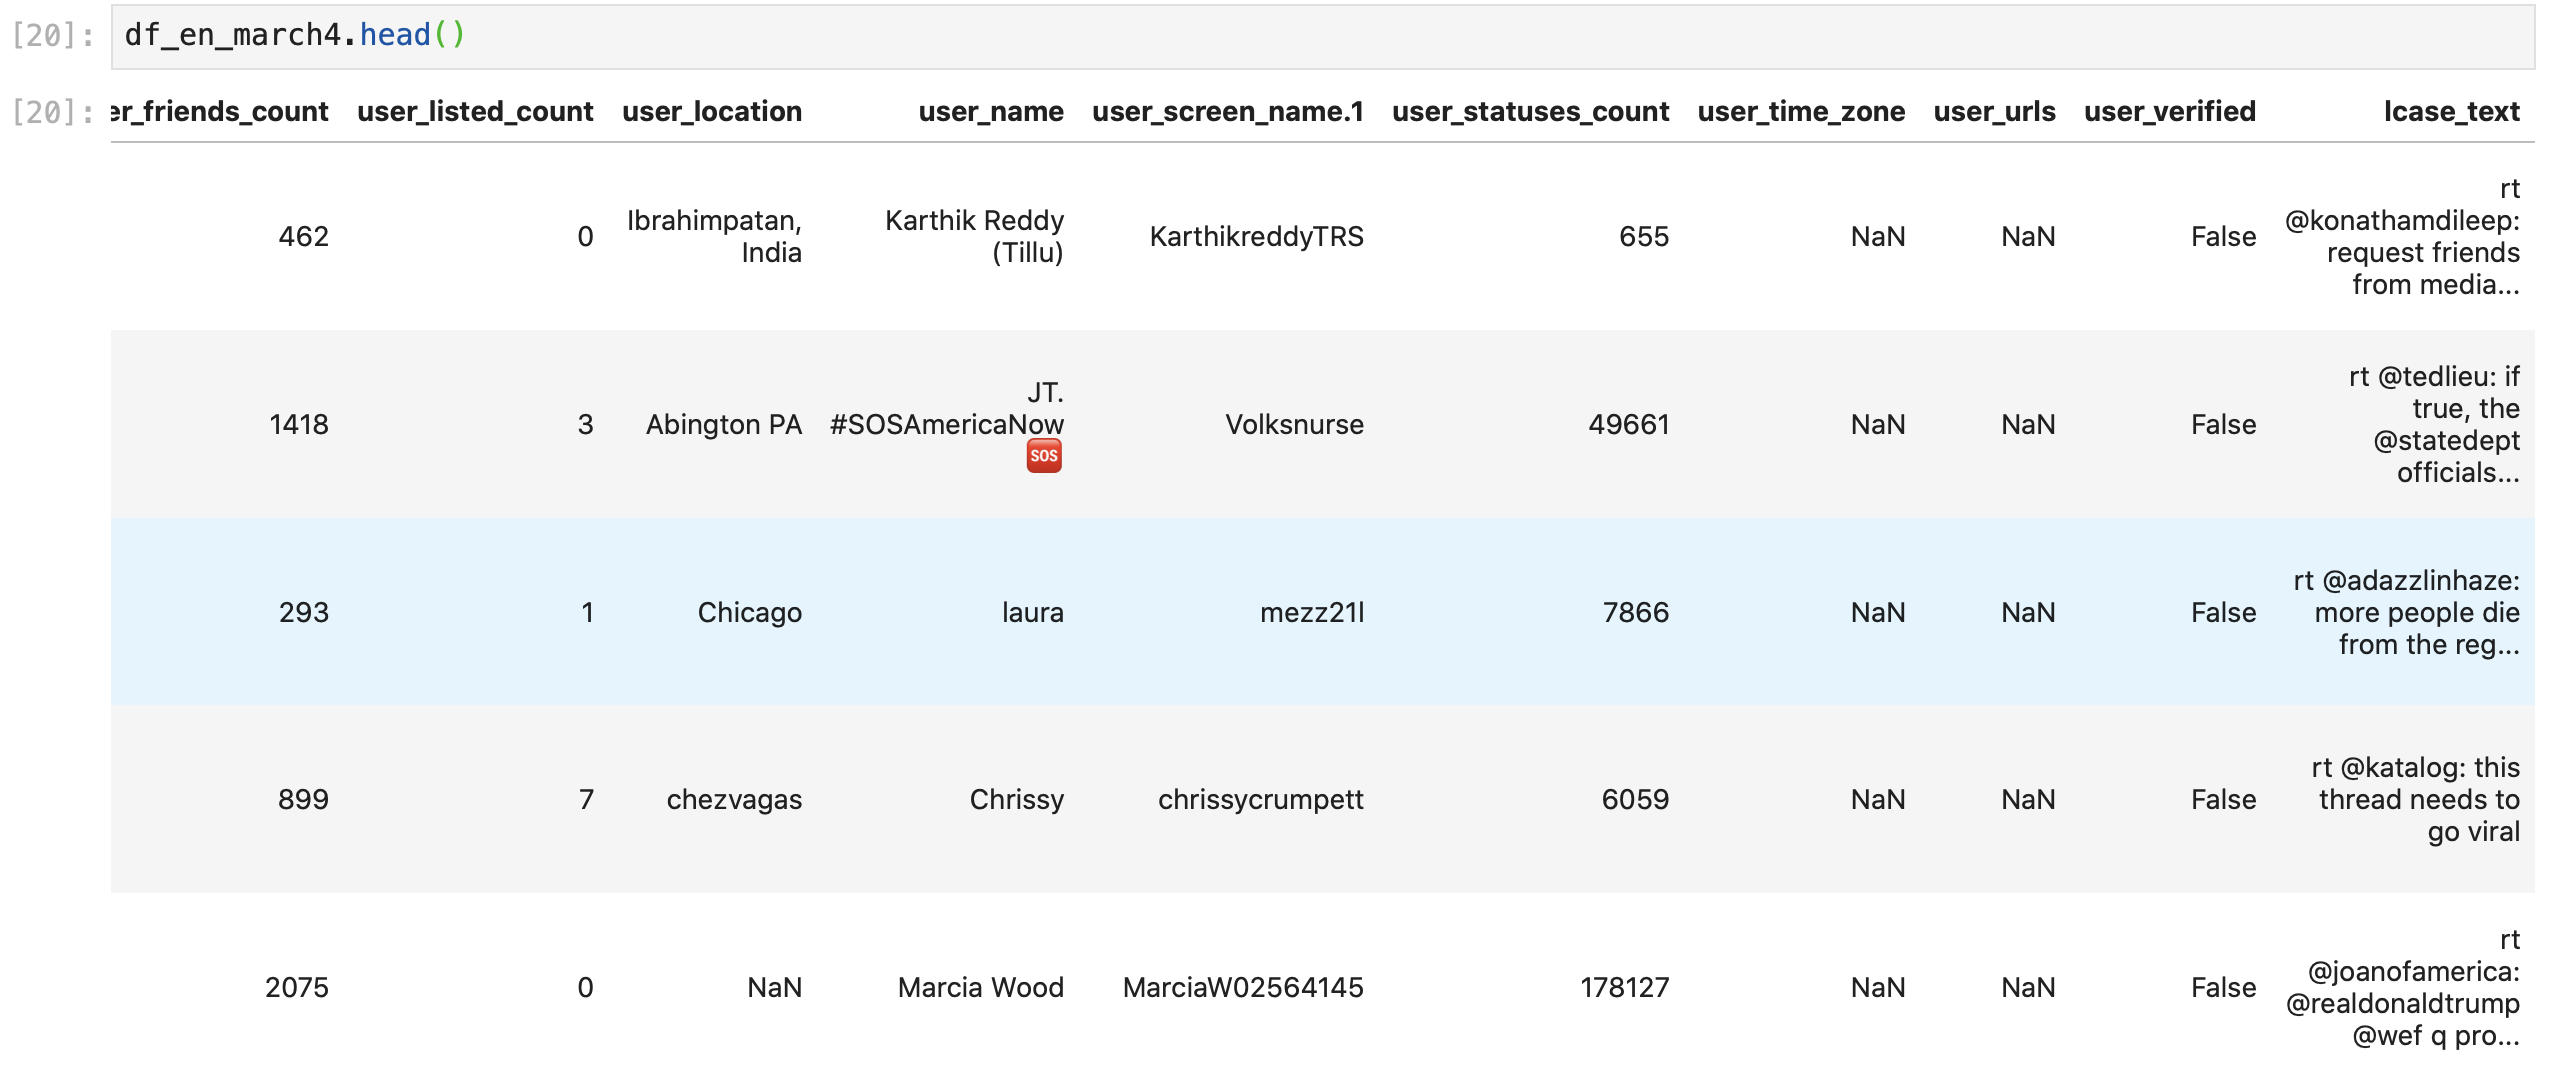 [20]: df_en_march4.head()
[20]: er_friends_count user_listed_count user_location user_name user_screen_name.1 user_statuses_count user_time_zone user_urls user_verified lcase_text
462 0 Ibrahimpatan, India Karthik Reddy (Tillu) KarthikreddyTRS 655 NaN NaN False rt @konathamdileep: request friends from media...
1418 3 Abington PA JT. #SOSAmericaNow 🆘 Volksnurse 49661 NaN NaN False rt @tedlieu: if true, the @statedept officials...
293 1 Chicago laura mezz21l 7866 NaN NaN False rt @adazzlinhaze: more people die from the reg...
899 7 chezvagas Chrissy chrissycrumpett 6059 NaN NaN False rt @katalog: this thread needs to go viral
2075 0 NaN Marcia Wood MarciaW02564145 178127 NaN NaN False rt @joanofamerica: @realdonaldtrump @wef q pro...